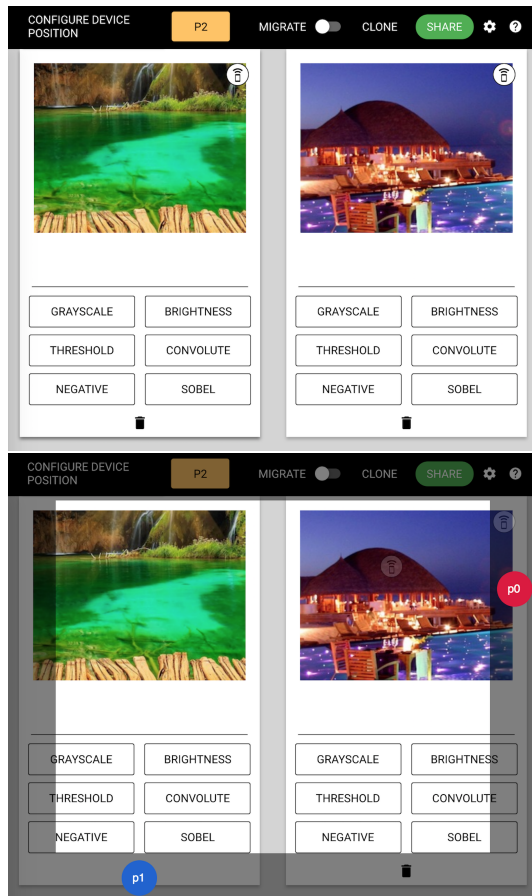 CONFIGURE DEVICE
POSITION
P2
MIGRATE
CLONE
SHARE
GRAYSCALE
BRIGHTNESS
GRAYSCALE
BRIGHTNESS
THRESHOLD
CONVOLUTE
THRESHOLD
CONVOLUTE
NEGATIVE
SOBEL
NEGATIVE
SOBEL
CONFIGURE DEVICE
POSITION
P2
MIGRATE
CLONE
SHARE
p0
GRAYSCALE
BRIGHTNESS
GRAYSCALE
BRIGHTNESS
THRESHOLD
CONVOLUTE
THRESHOLD
CONVOLUTE
NEGATIVE
SOBEL
NEGATIVE
SOBEL
p1